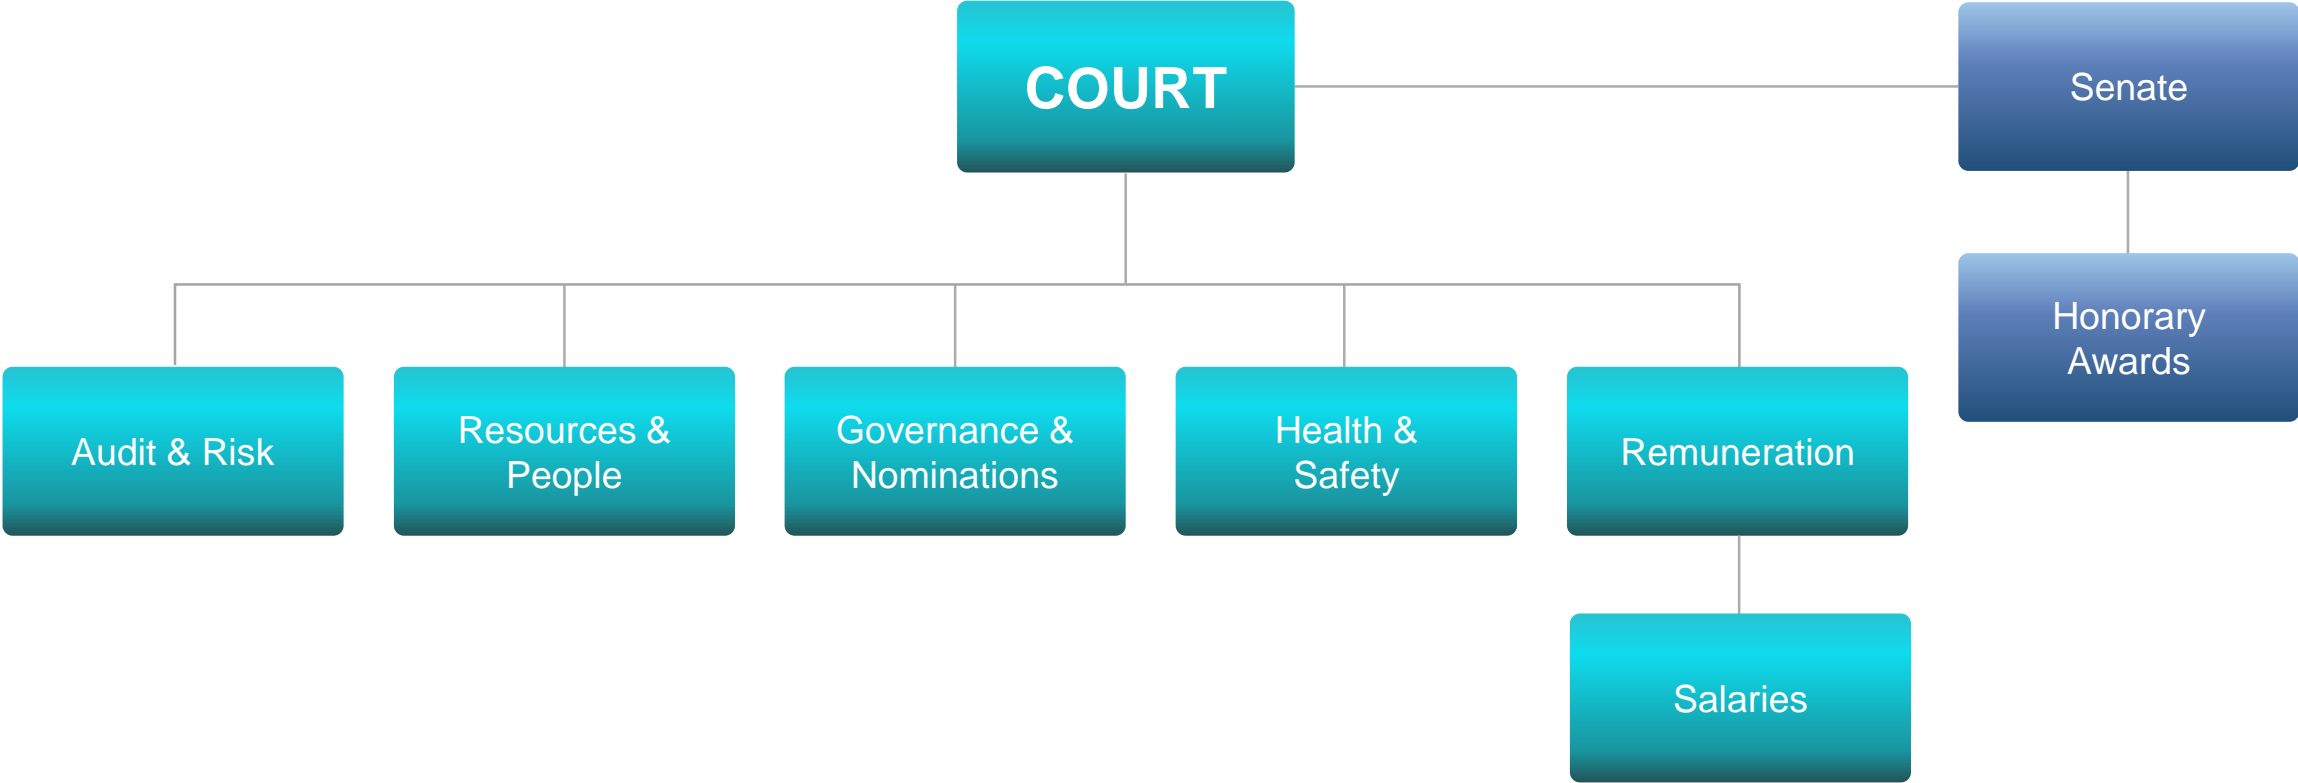 COURT
Senate
Honorary
Awards
Audit & Risk
Resources &
People
Governance &
Nominations
Health &
Safety
Remuneration
Salaries